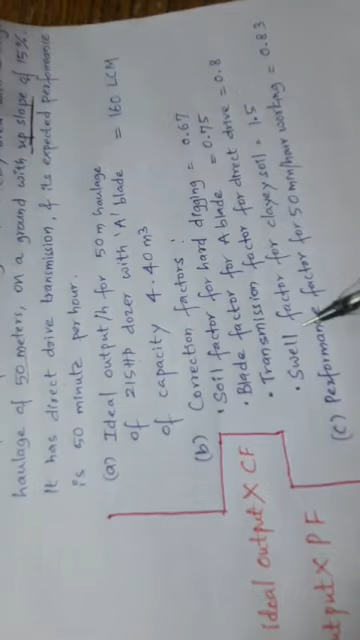 haulage of 50 meters, on a ground with up slope of 15%.
It has direct drive transmission, if its expeded performance
is 50 minute per hour.
(a) Ideal output/h for 50m haulage
of 215HP dozer with 'A' blade = 160 LCM
of capacity 4.40 m3
(b) Correction factors:
• Soil factor for hard digging = 0.67
• Blade factor for A blade = 0.75
• Transmission factor for direct drive = 0.8
• Swell factor for clayey soil = 1.5
(c) Performance factor for 50 min/hour working = 0.83
Ideal output X CF
X PF